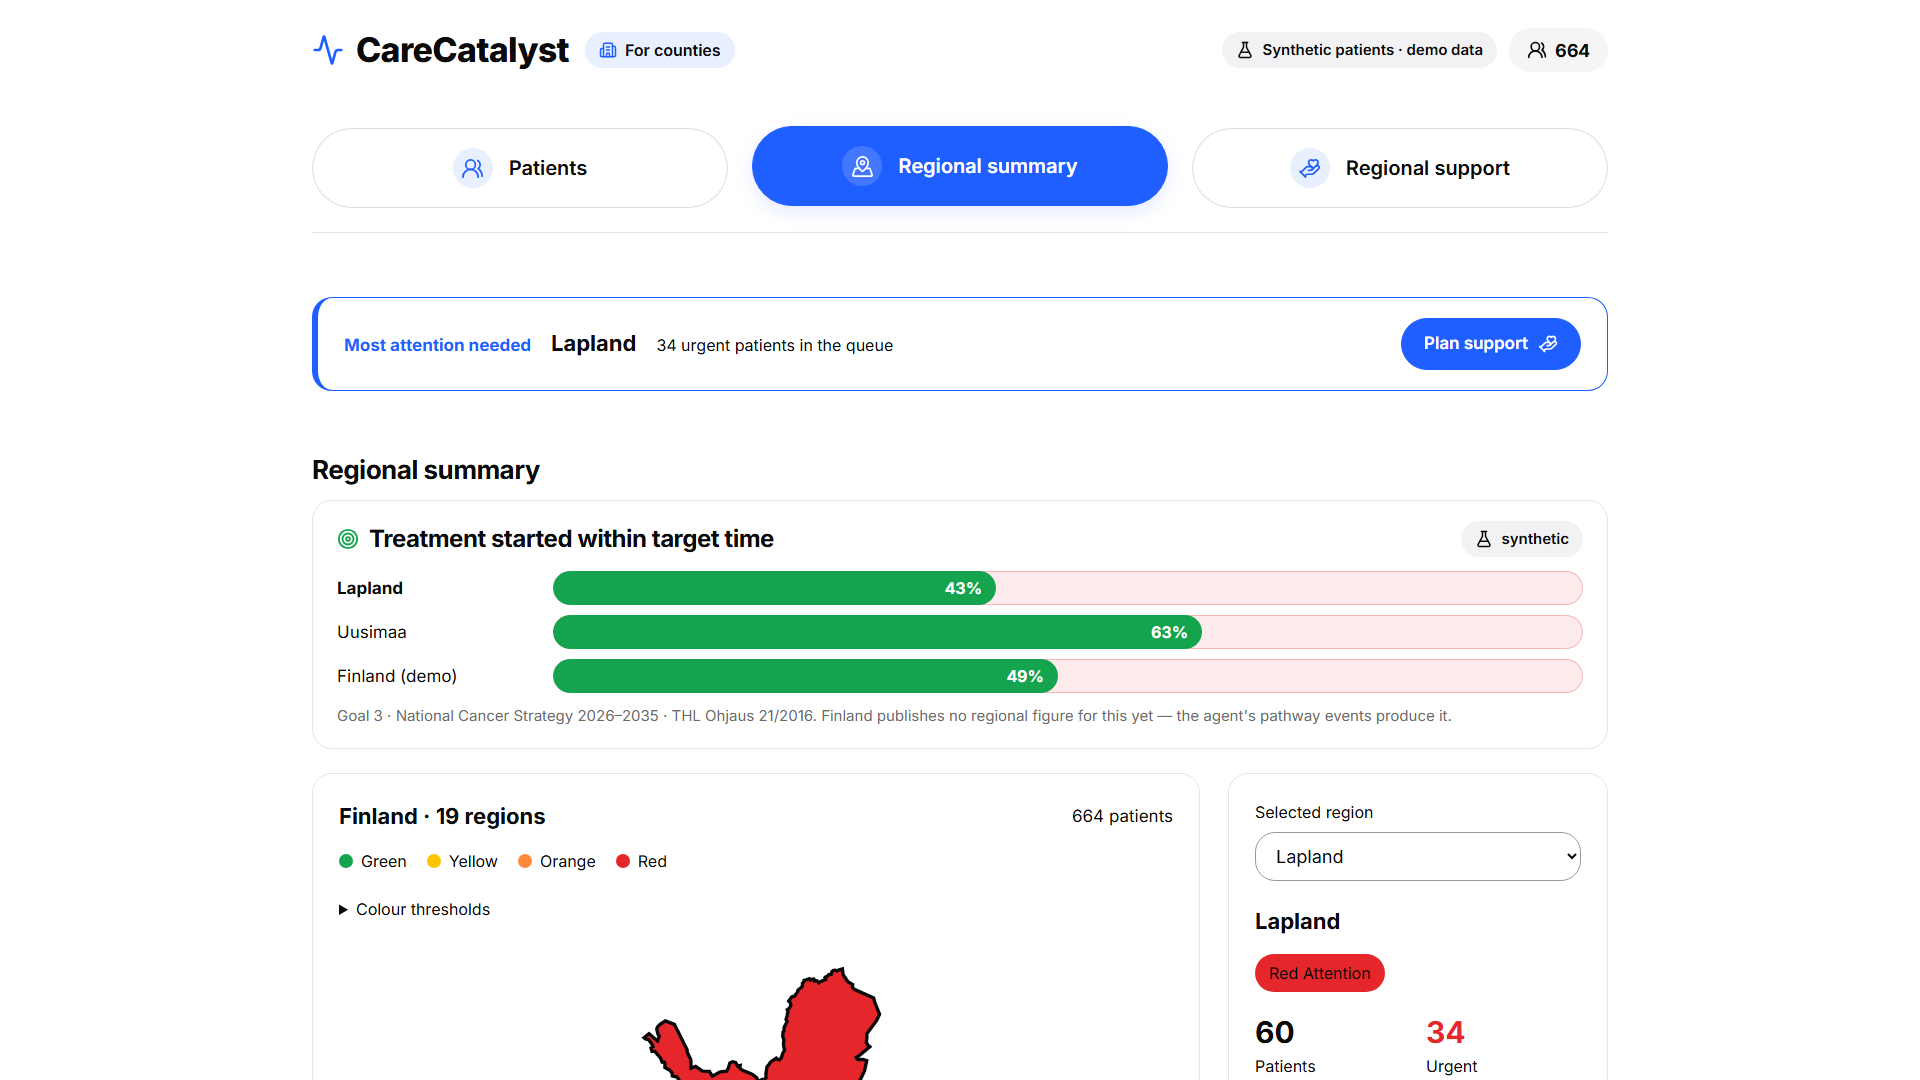 CareCatalyst For counties Synthetic patients · demo data 664
Patients Regional summary Regional support
Most attention needed Lapland 34 urgent patients in the queue Plan support
Regional summary
Treatment started within target time synthetic
Lapland 43%
Uusimaa 63%
Finland (demo) 49%
Goal 3 · National Cancer Strategy 2026–2035 · THL Ohjaus 21/2016. Finland publishes no regional figure for this yet — the agent's pathway events produce it.
Finland · 19 regions 664 patients
Green Yellow Orange Red
Colour thresholds
Selected region
Lapland
Lapland
Red Attention
60 34
Patients Urgent